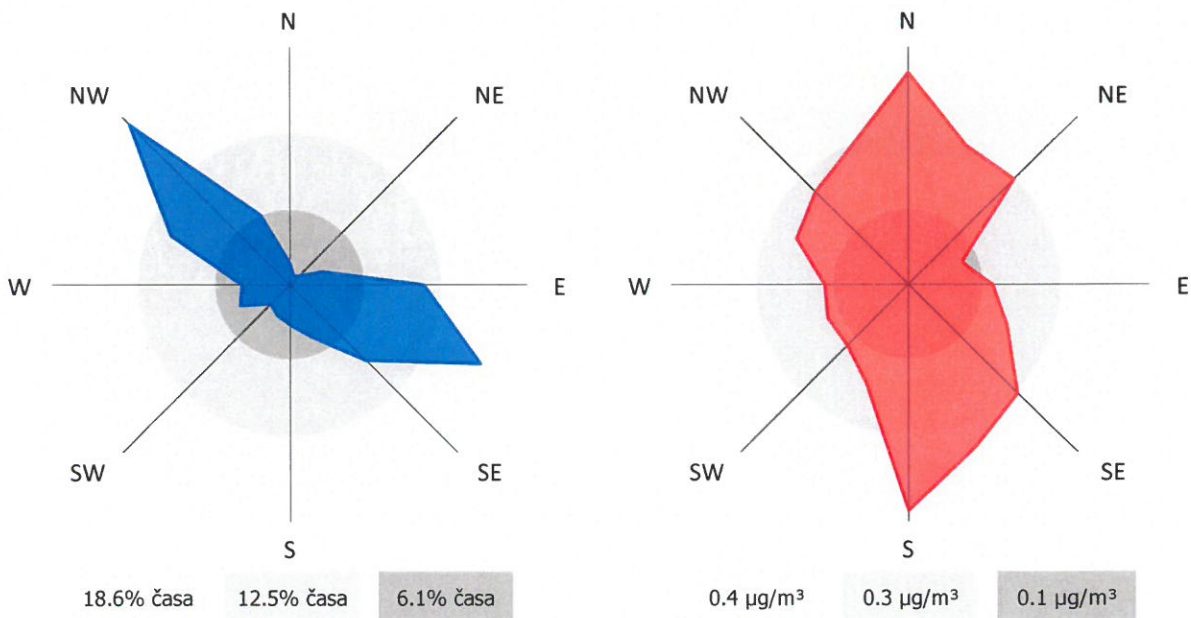 N N
NW NE NW NE
W E W E
SW SE SW SE
S S
18.6% časa 12.5% časa 6.1% časa 0.4 µg/m³ 0.3 µg/m³ 0.1 µg/m³